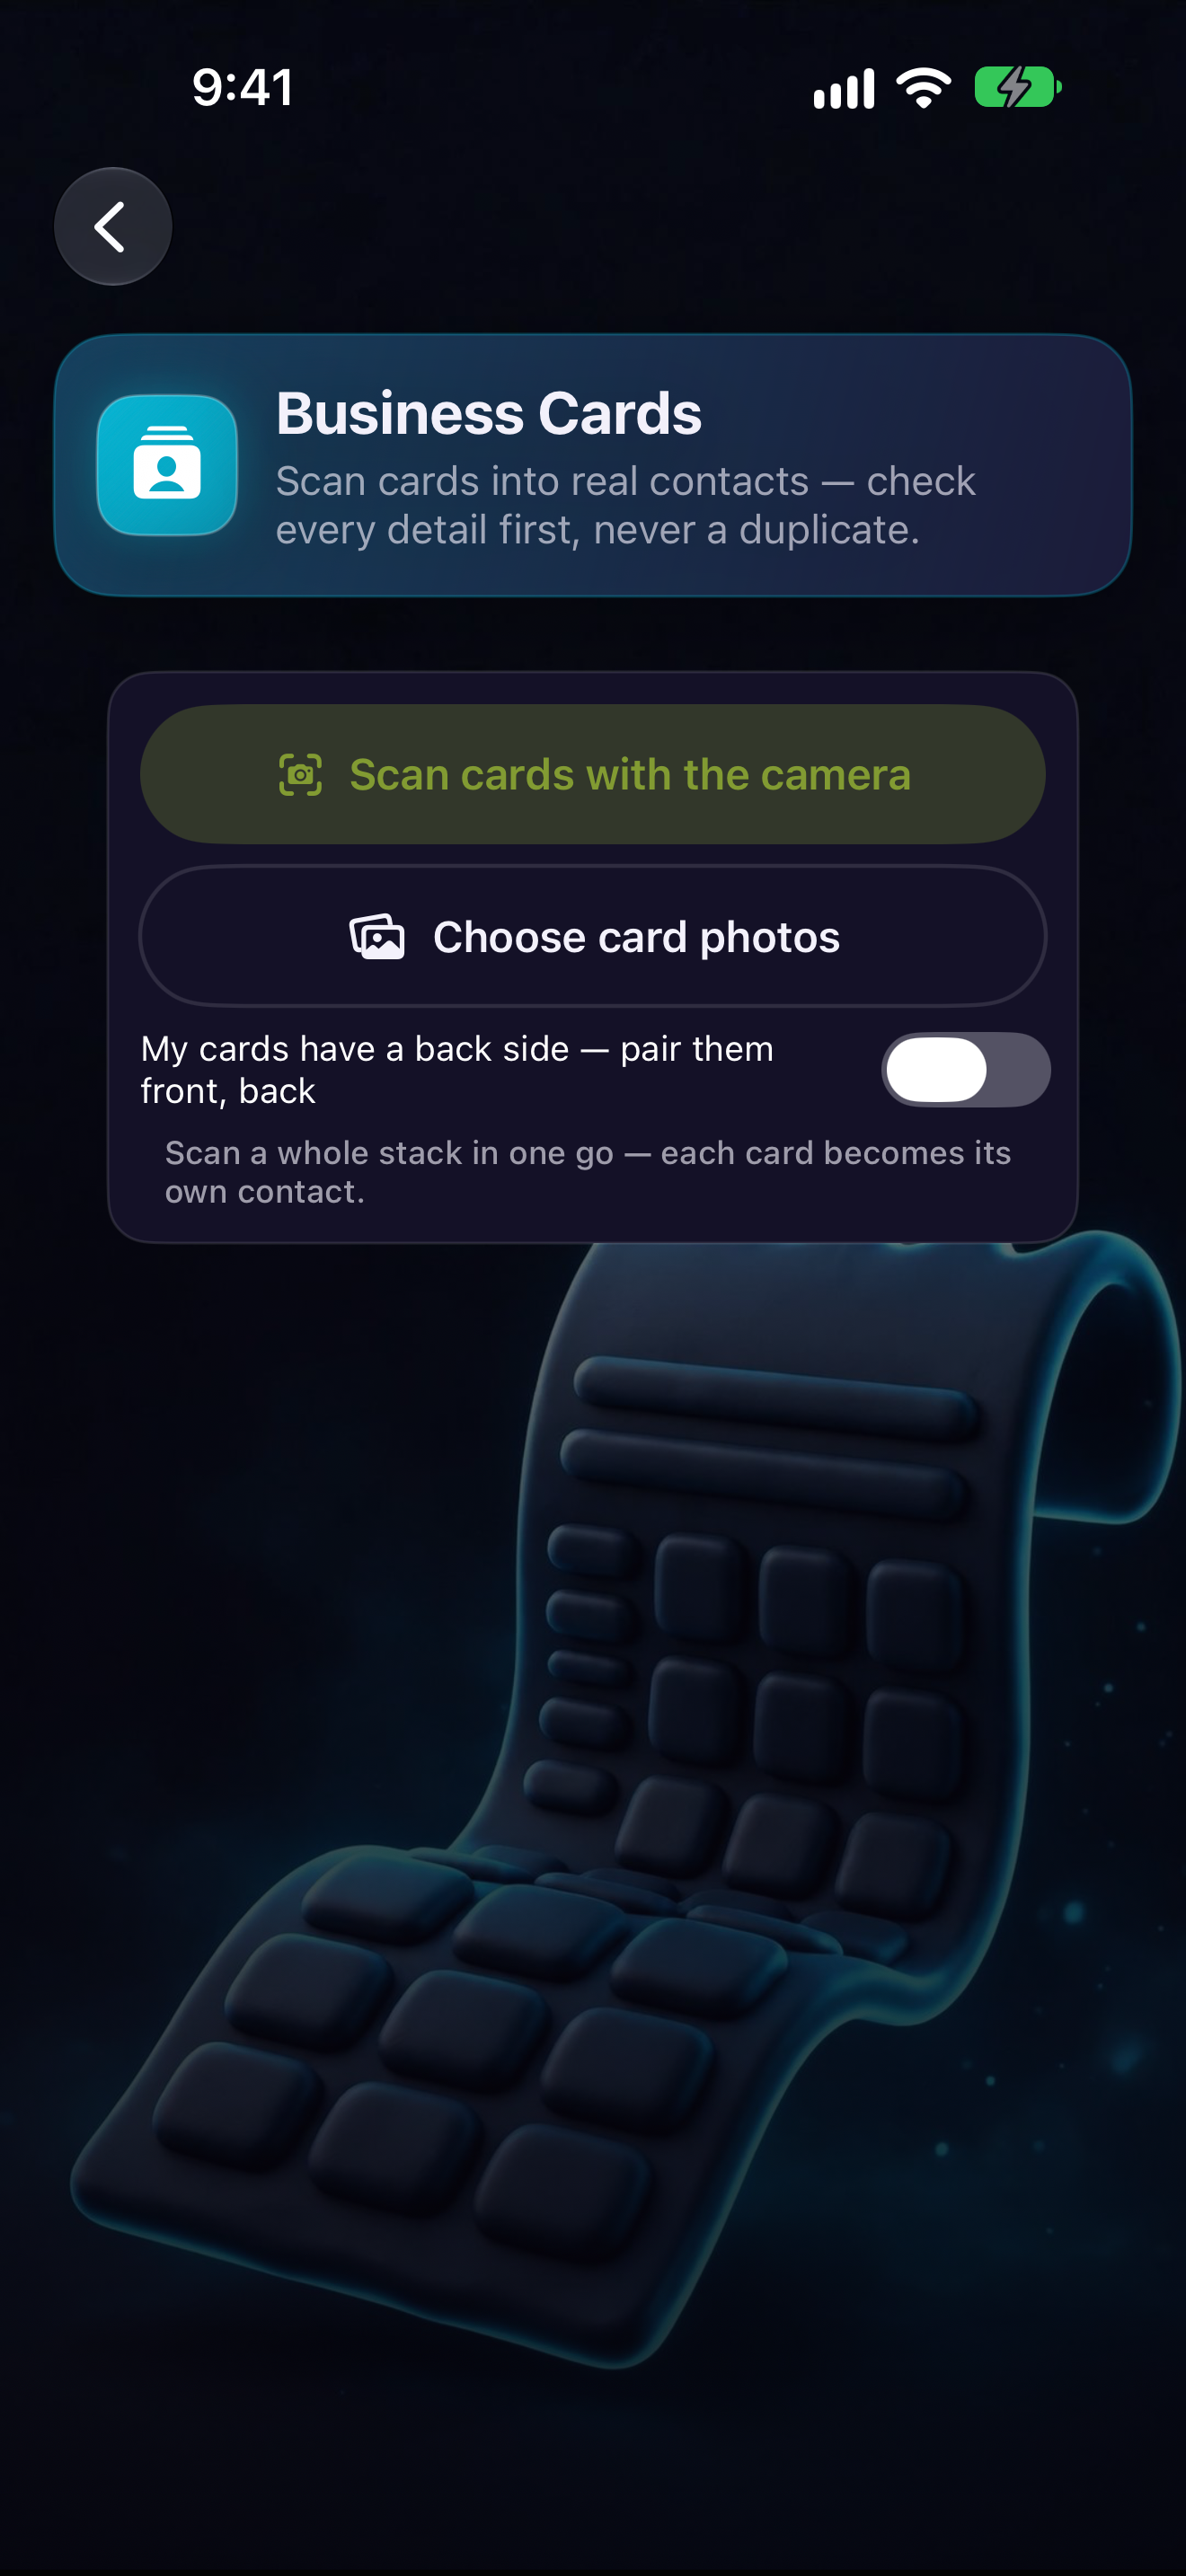 9:41
Business Cards
Scan cards into real contacts — check
every detail first, never a duplicate.
Scan cards with the camera
Choose card photos
My cards have a back side — pair them
front, back
Scan a whole stack in one go — each card becomes its
own contact.